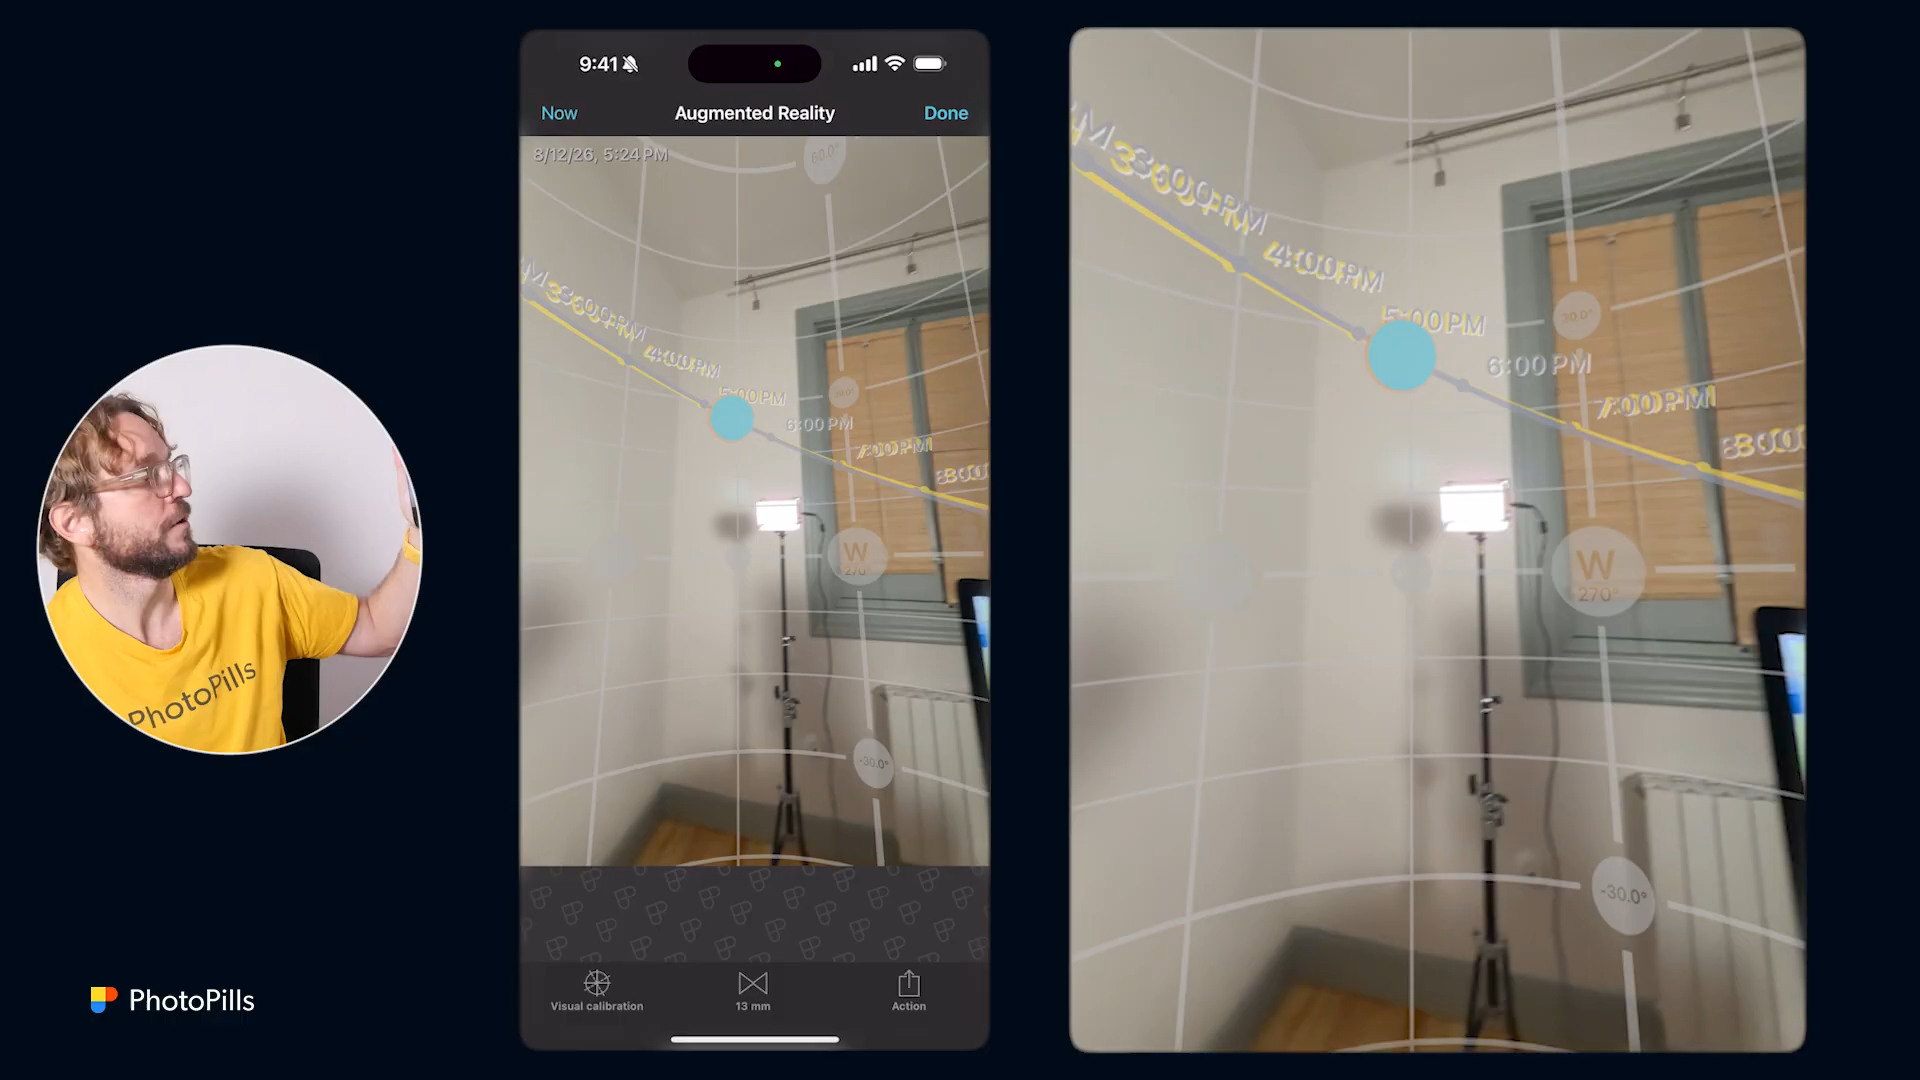 9:41
Now
Augmented Reality
Done
8/12/26, 5:24 PM
60.0°
3:00 PM
4:00 PM
5:00 PM
6:00 PM
7:00 PM
W
270°
-30.0°
Visual calibration
13 mm
Action
3:00 PM
4:00 PM
5:00 PM
30.0°
6:00 PM
7:00 PM
W
270°
-30.0°
PhotoPills
PhotoPills